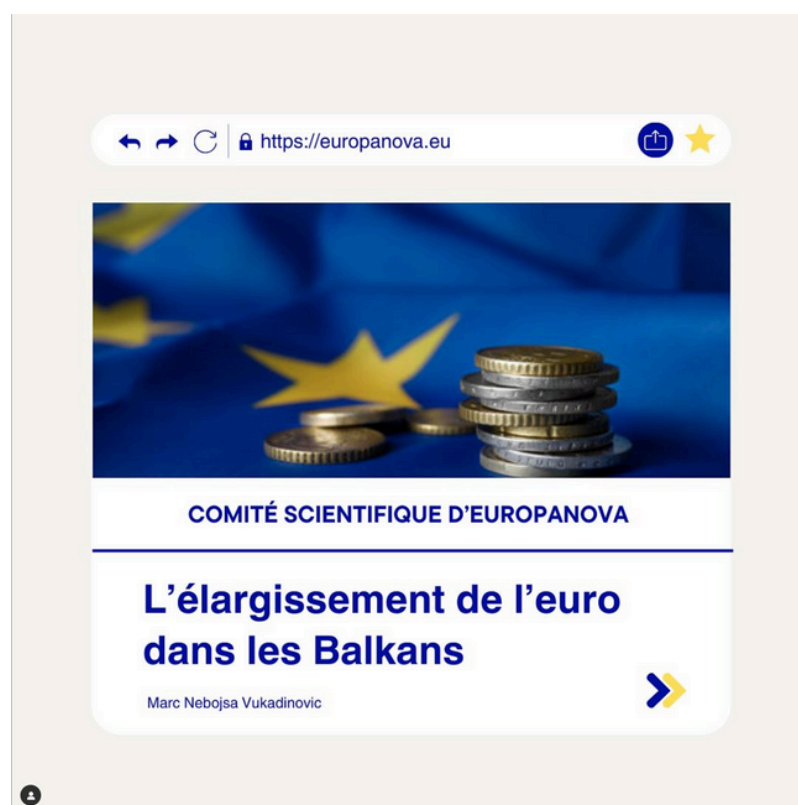 https://europanova.eu
COMITÉ SCIENTIFIQUE D’EUROPANOVA
L’élargissement de l’euro
dans les Balkans
Marc Nebojsa Vukadinovic